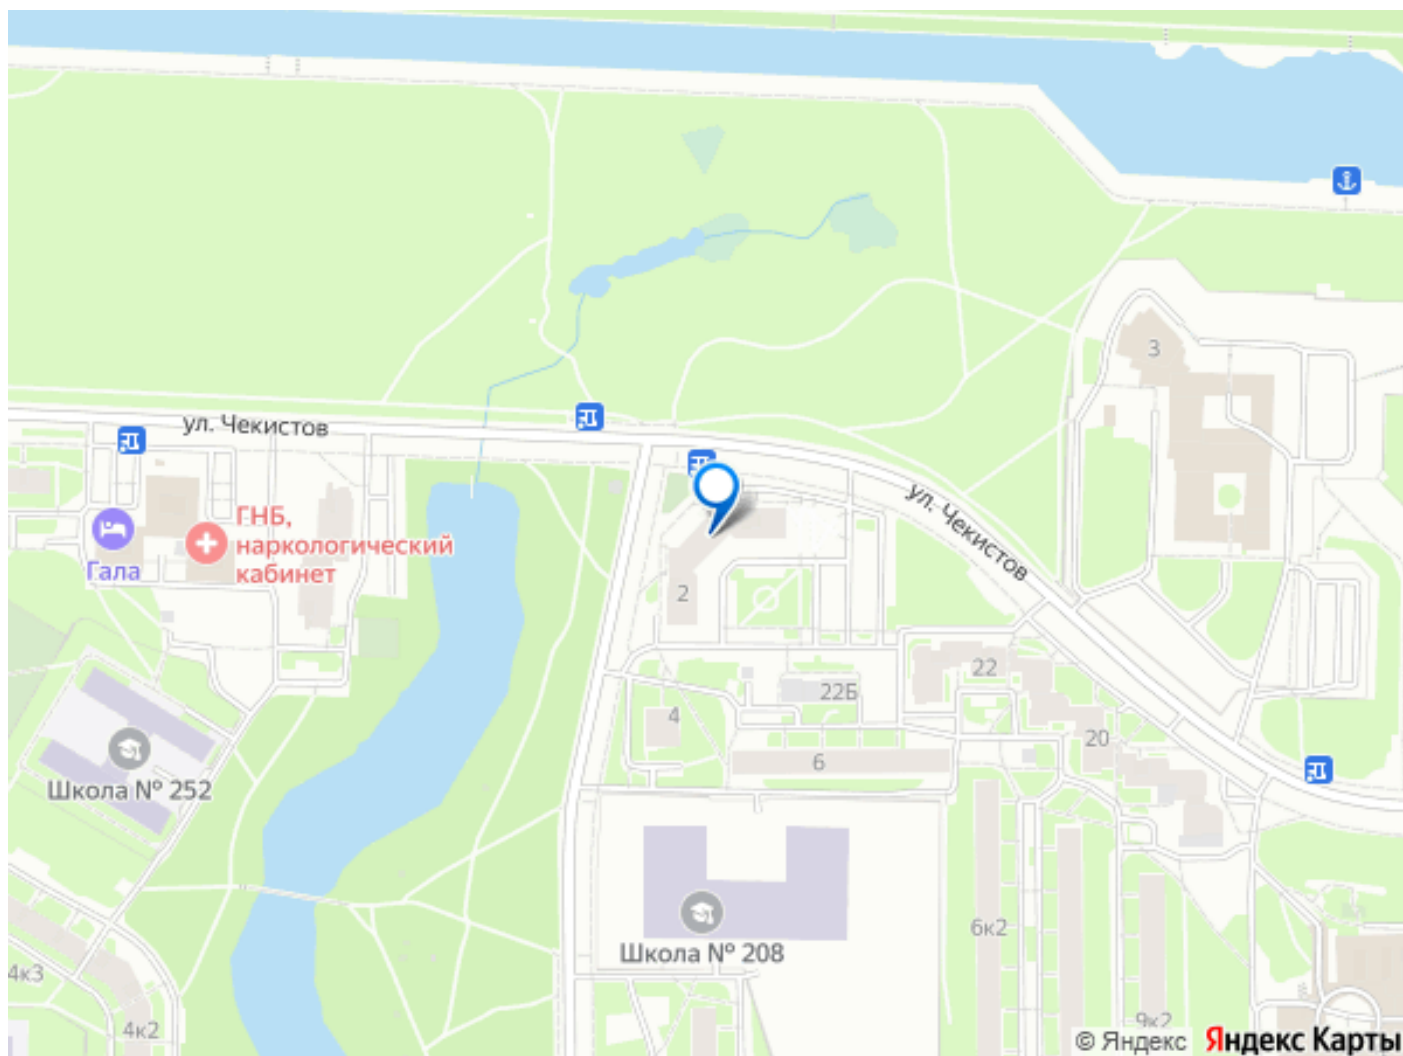 3
ул. Чекистов
ул. Чекистов
ГНБ,
наркологический
кабинет
Гала
2
22
22Б
4
20
6
Школа № 252
6к2
Школа № 208
4к3
4к2
9к2
© Яндекс
Яндекс Карты